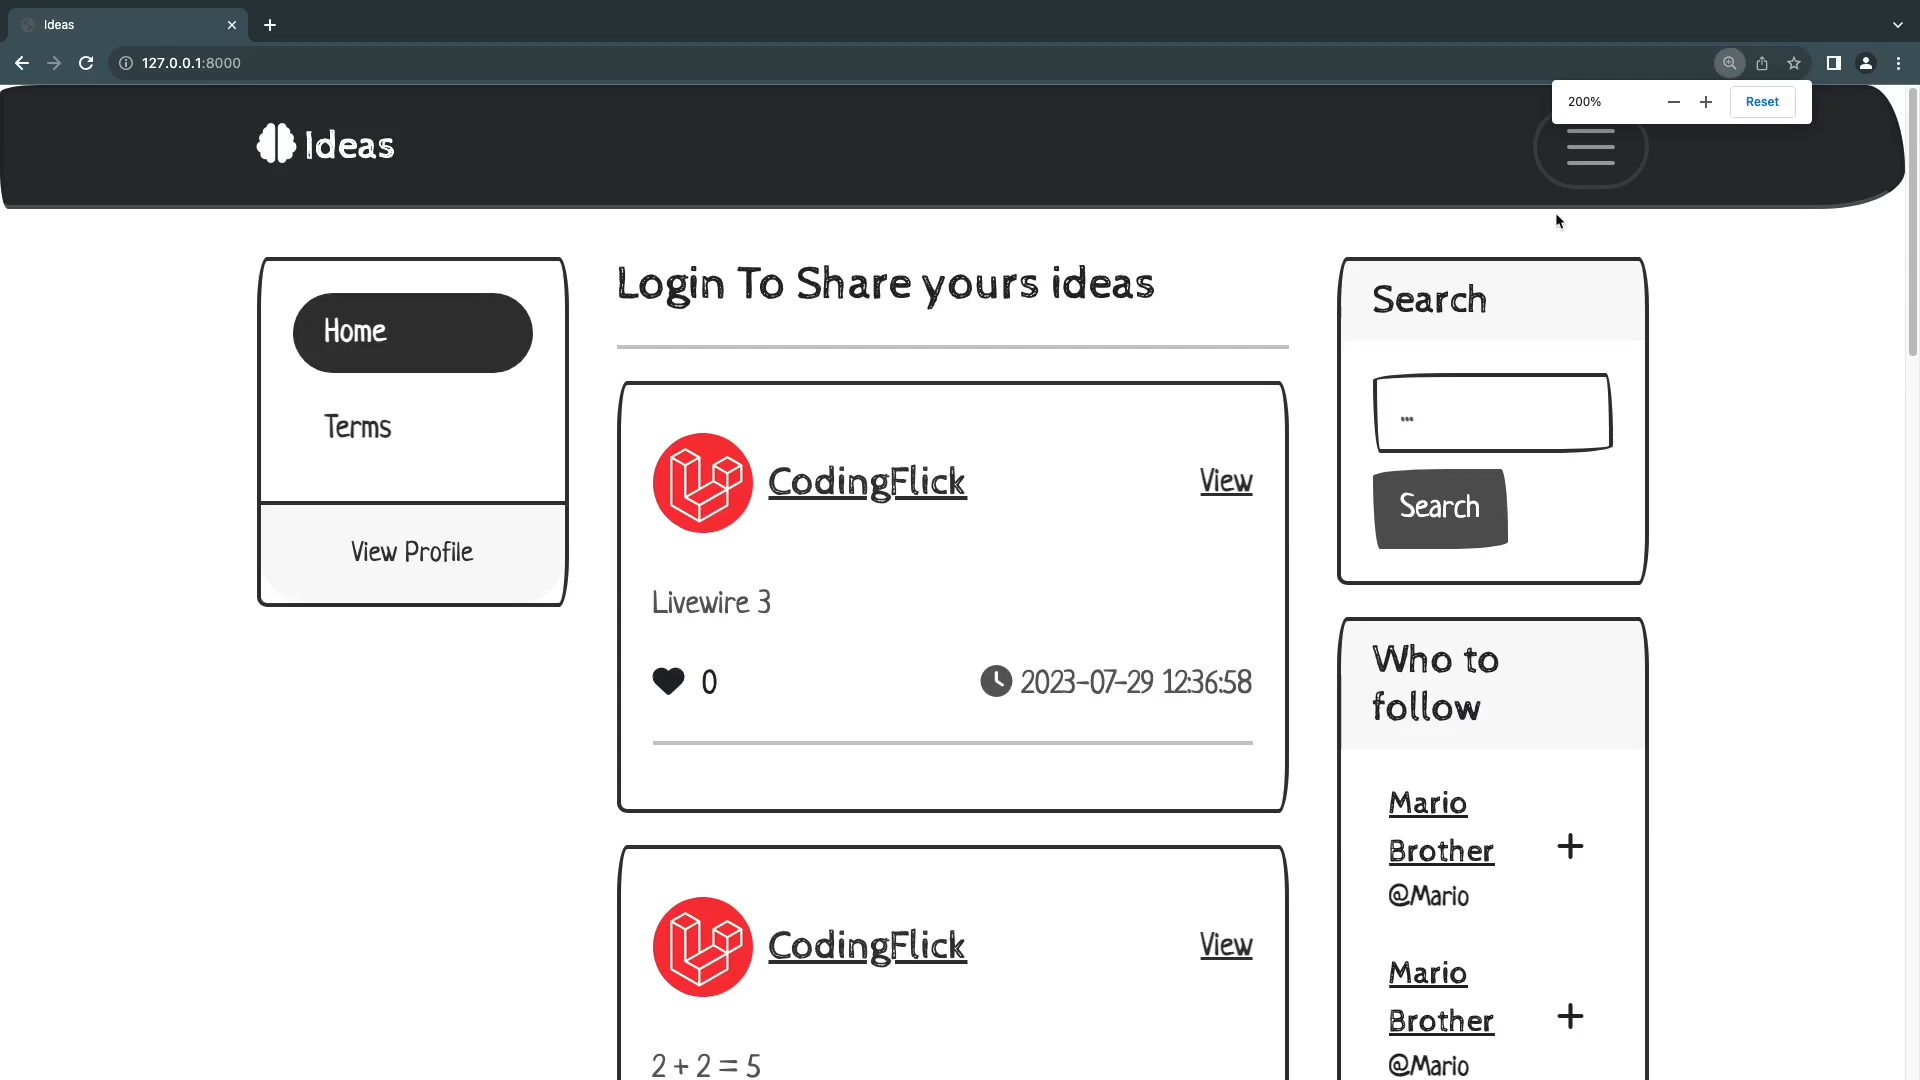 Ideas
127.0.0.1:8000
200%
Reset
Ideas
Home
Terms
View Profile
Login To Share yours ideas
CodingFlick
View
Livewire 3
0
2023-07-29 12:36:58
CodingFlick
View
2 + 2 = 5
Search
...
Search
Who to
follow
Mario
Brother
@Mario
Mario
Brother
@Mario